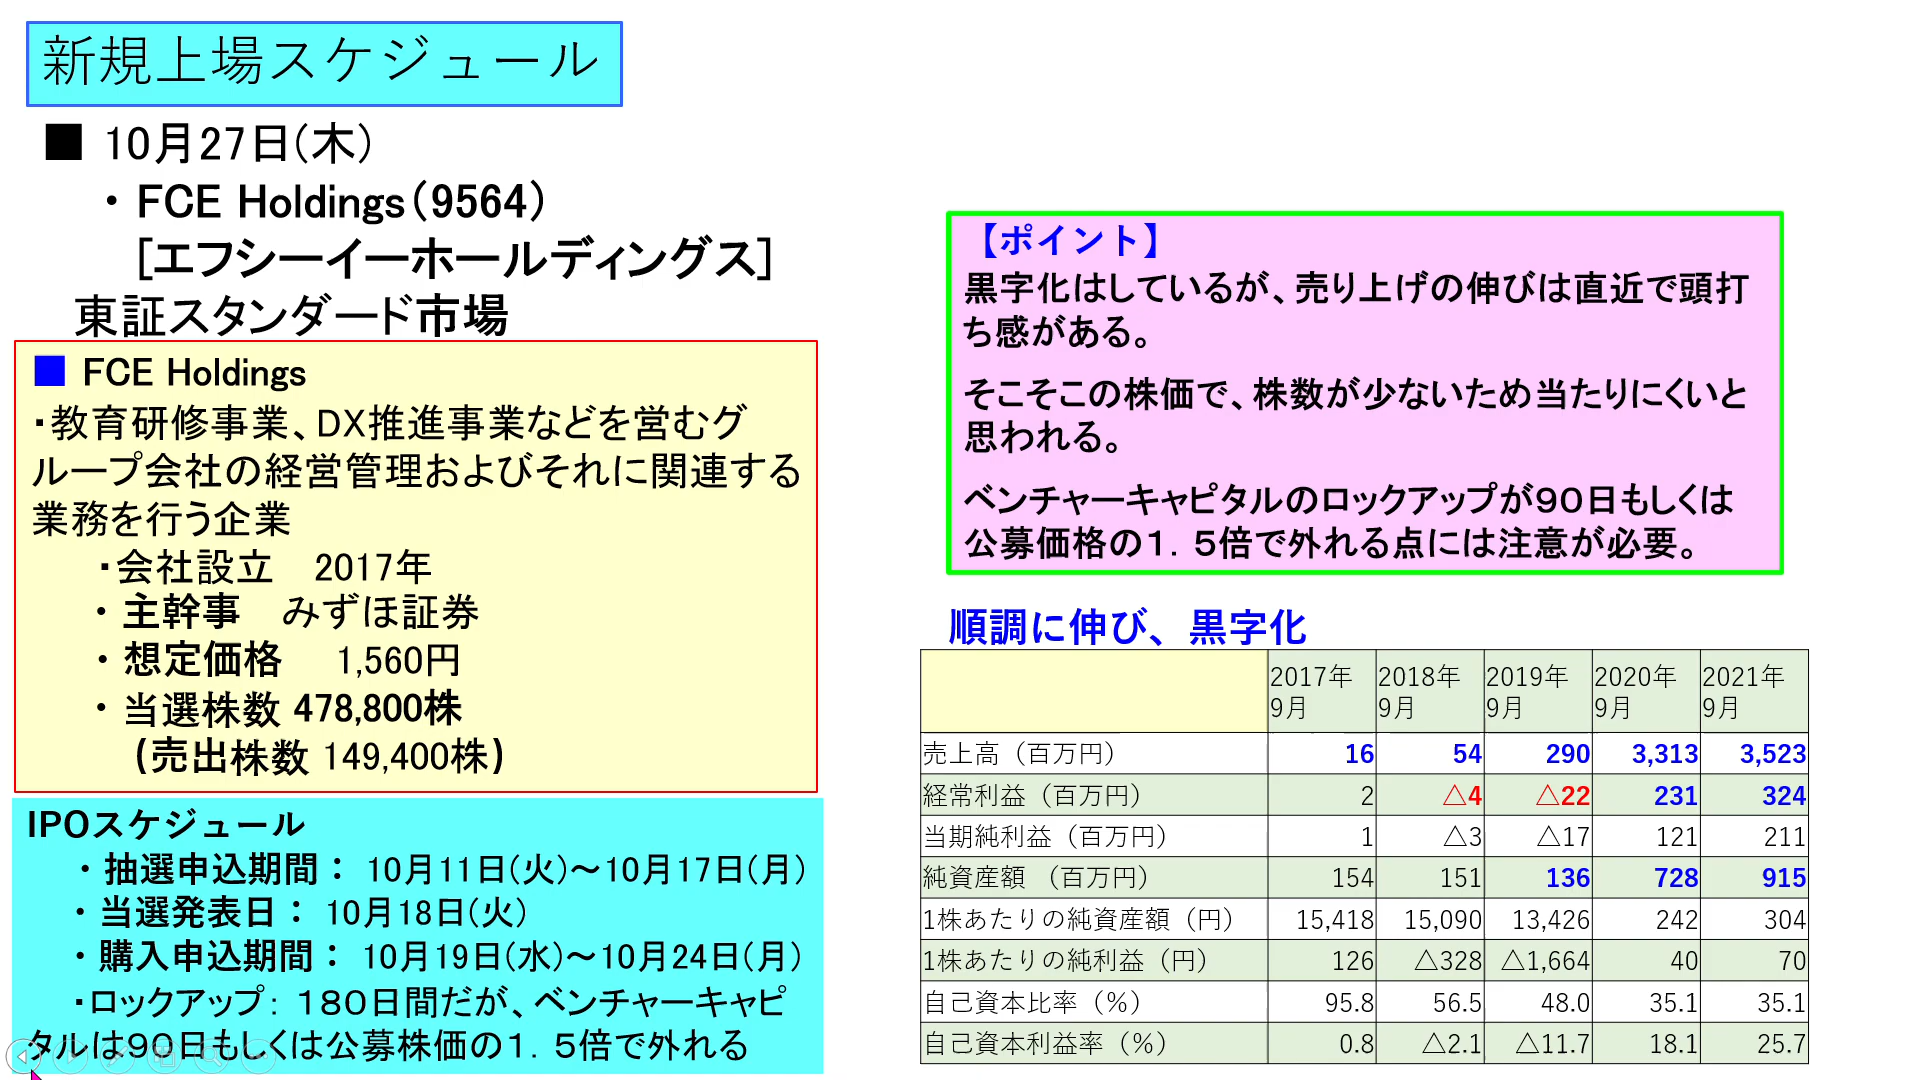 新規上場スケジュール
■ 10月27日(木)
・ FCE Holdings（9564）
[エフシーイーホールディングス]
東証スタンダード市場
■ FCE Holdings
・教育研修事業、DX推進事業などを営むグ
ループ会社の経営管理およびそれに関連する
業務を行う企業
・会社設立　2017年
・ 主幹事　みずほ証券
・ 想定価格　1,560円
・ 当選株数 478,800株
(売出株数 149,400株)
IPOスケジュール
・ 抽選申込期間： 10月11日(火)～10月17日(月)
・ 当選発表日： 10月18日(火)
・ 購入申込期間： 10月19日(水)～10月24日(月)
・ロックアップ： １８０日間だが、ベンチャーキャピ
タルは９０日もしくは公募株価の１．５倍で外れる
【ポイント】
黒字化はしているが、売り上げの伸びは直近で頭打
ち感がある。
そこそこの株価で、株数が少ないため当たりにくいと
思われる。
ベンチャーキャピタルのロックアップが９０日もしくは
公募価格の１．５倍で外れる点には注意が必要。
順調に伸び、黒字化
2017年9月 2018年9月 2019年9月 2020年9月 2021年9月
売上高（百万円） 16 54 290 3,313 3,523
経常利益（百万円） 2 △4 △22 231 324
当期純利益（百万円） 1 △3 △17 121 211
純資産額 （百万円） 154 151 136 728 915
1株あたりの純資産額（円） 15,418 15,090 13,426 242 304
1株あたりの純利益（円） 126 △328 △1,664 40 70
自己資本比率（%） 95.8 56.5 48.0 35.1 35.1
自己資本利益率（%） 0.8 △2.1 △11.7 18.1 25.7